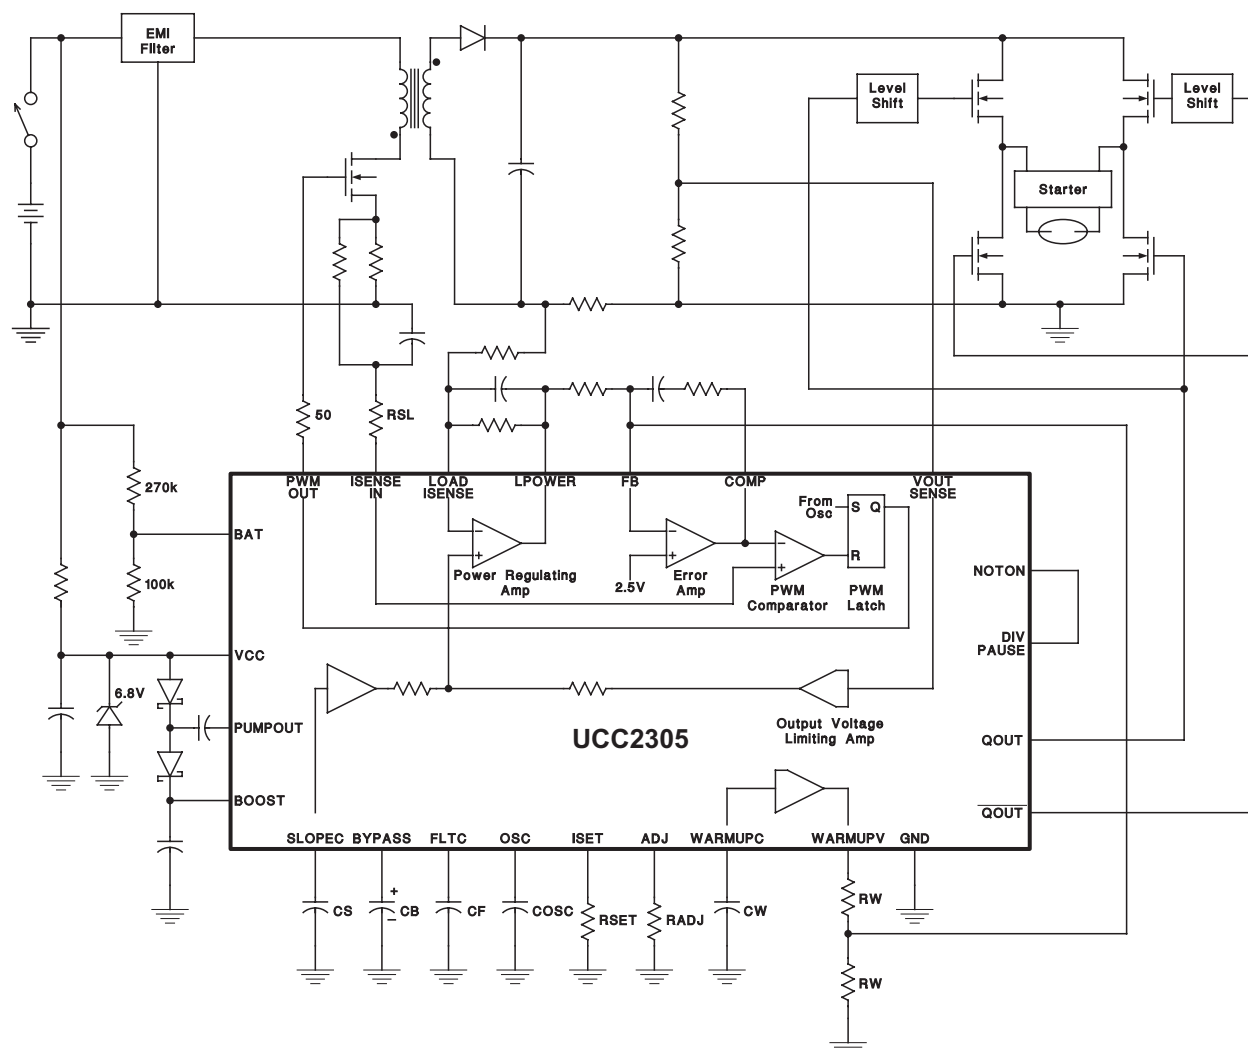 EMI
Filter
Level
Shift
Level
Shift
Starter
50
RSL
PWM
OUT
ISENSE
IN
LOAD
ISENSE
LPOWER
FB
COMP
VOUT
SENSE
270k
BAT
100k
From
Osc
S Q
R
Power Regulating
Amp
2.5V
Error
Amp
PWM
Comparator
PWM
Latch
NOTON
DIV
PAUSE
VCC
6.8V
PUMPOUT
Output Voltage
Limiting Amp
UCC2305
QOUT
BOOST
QOUT
SLOPEC
BYPASS
FLTC
OSC
ISET
ADJ
WARMUPC
WARMUPV
GND
CS
+
CB
−
CF
COSC
RSET
RADJ
CW
RW
RW